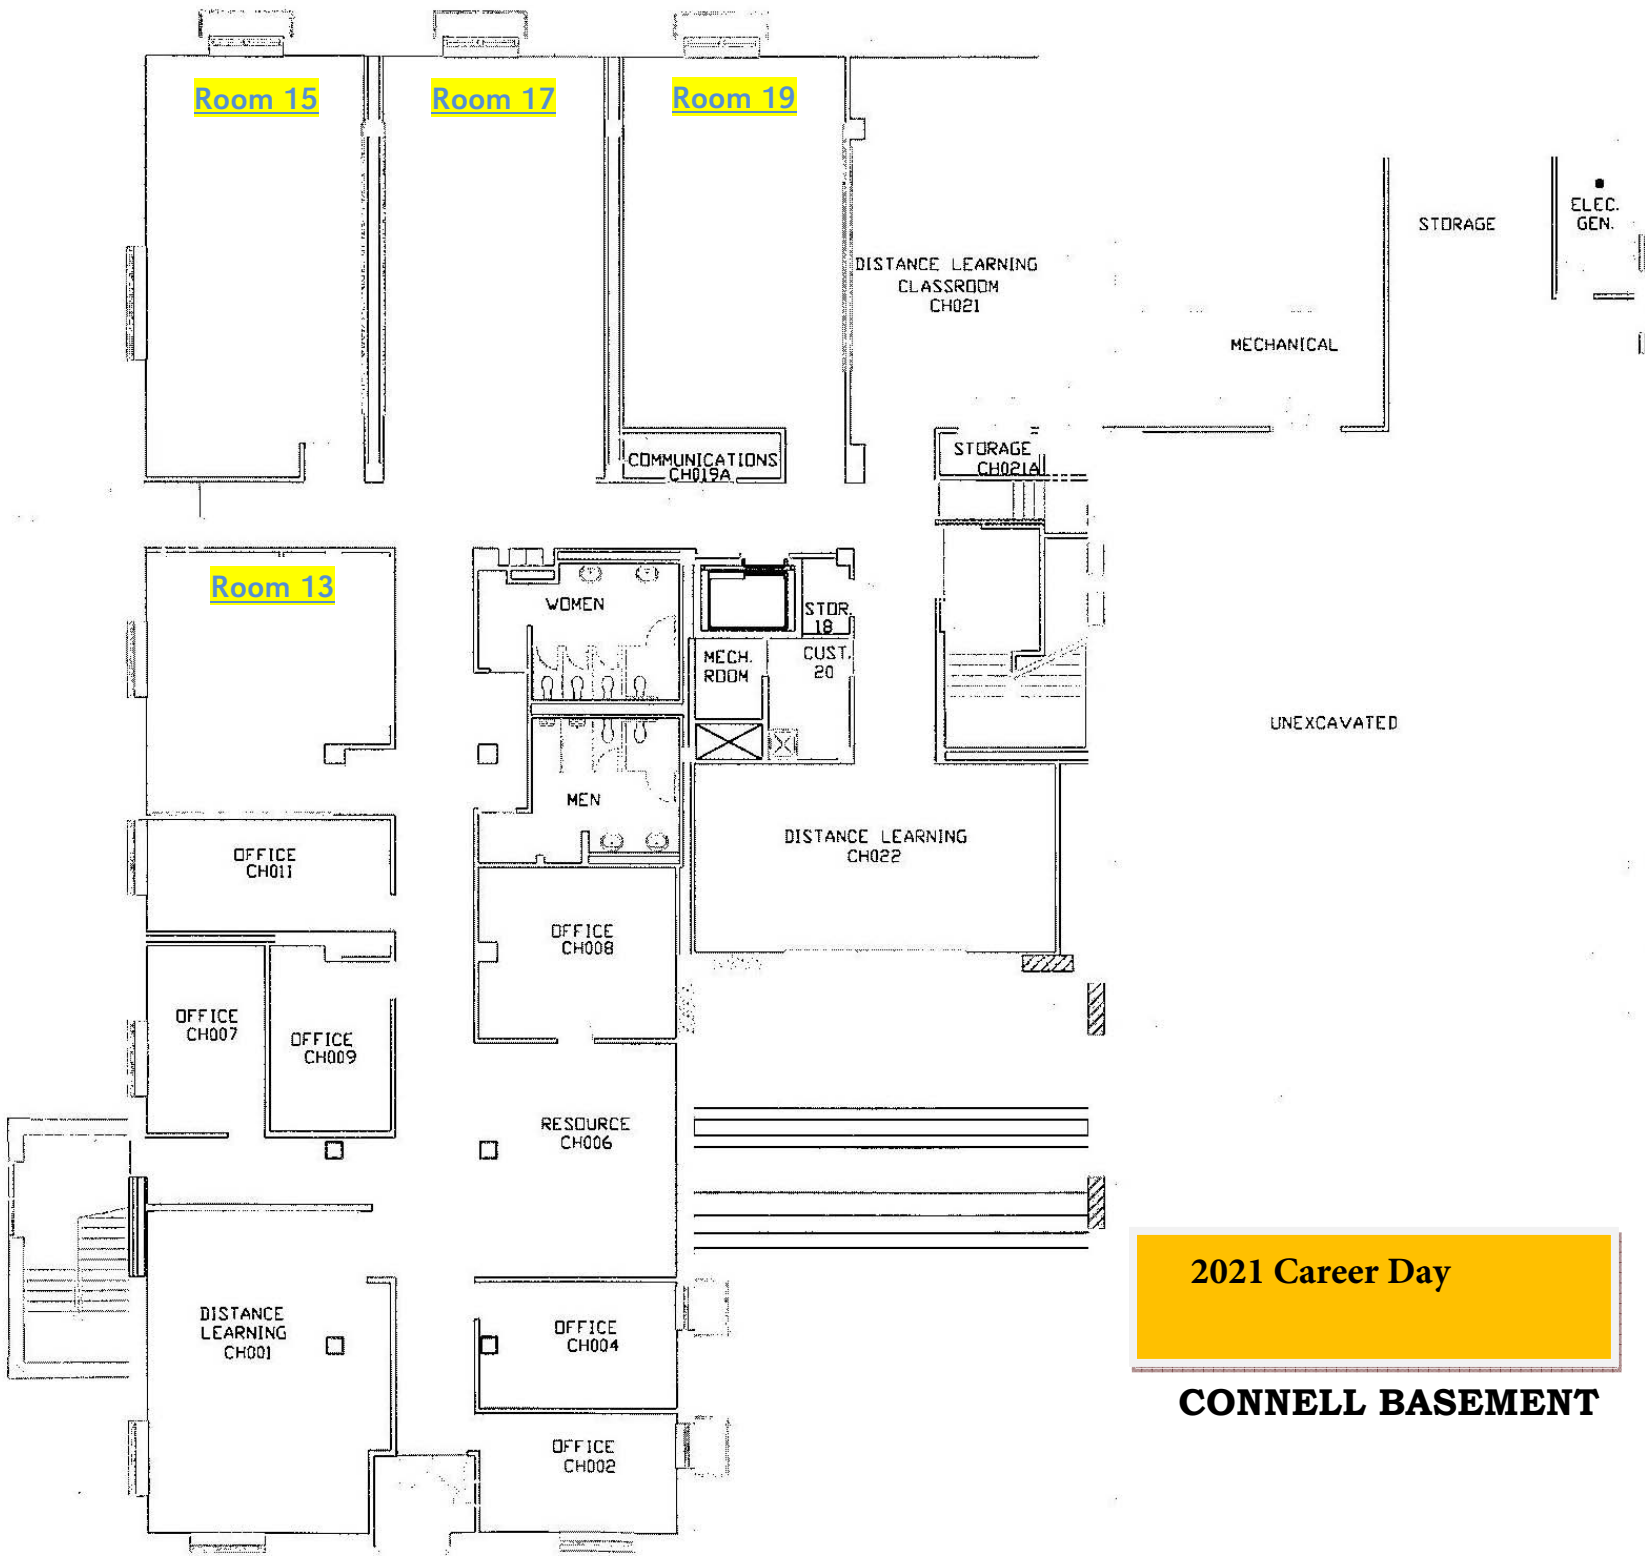 Room 15
Room 17
Room 19
ELEC.
GEN.
STORAGE
DISTANCE LEARNING
CLASSROOM
CH021
MECHANICAL
COMMUNICATIONS
CH019A
STORAGE
CH021A
Room 13
WOMEN
STOR.
18
MECH.
ROOM
CUST.
20
UNEXCAVATED
MEN
DISTANCE LEARNING
CH022
OFFICE
CH011
OFFICE
CH008
OFFICE
CH007
OFFICE
CH009
RESOURCE
CH006
2021 Career Day
DISTANCE
LEARNING
CH001
OFFICE
CH004
CONNELL BASEMENT
OFFICE
CH002